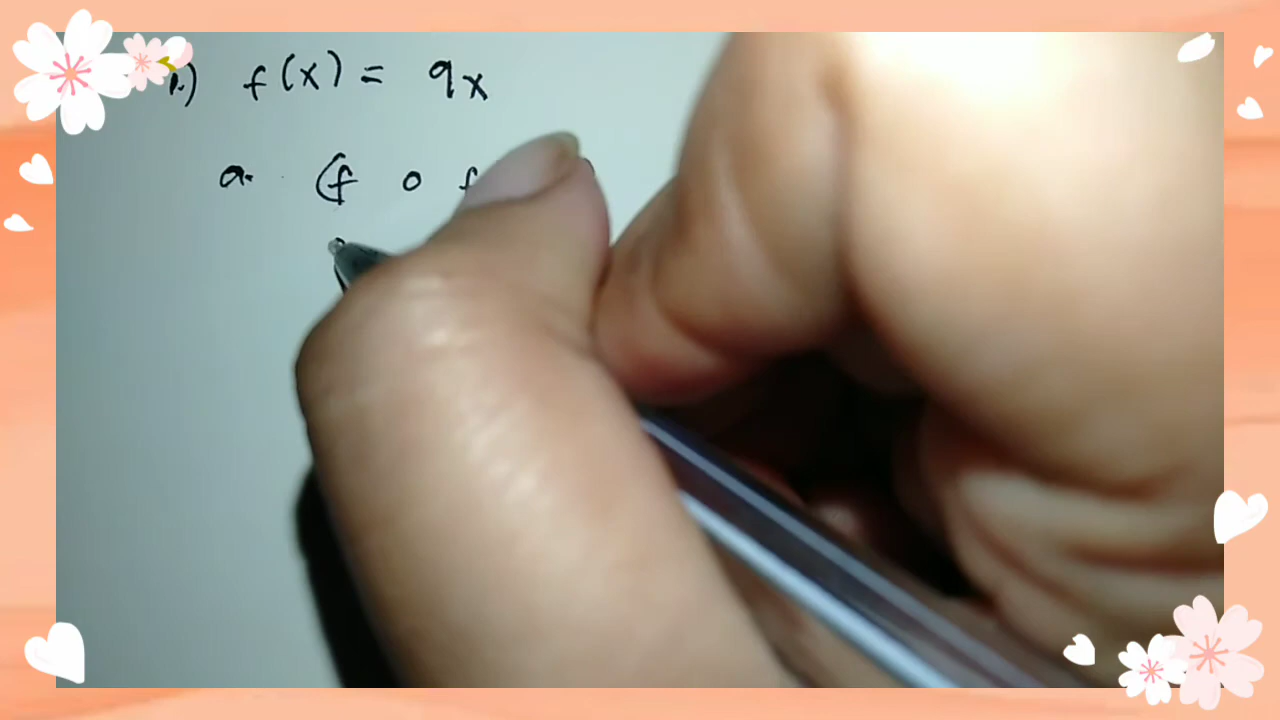 1.) f(x) = 9x
a. (f o f